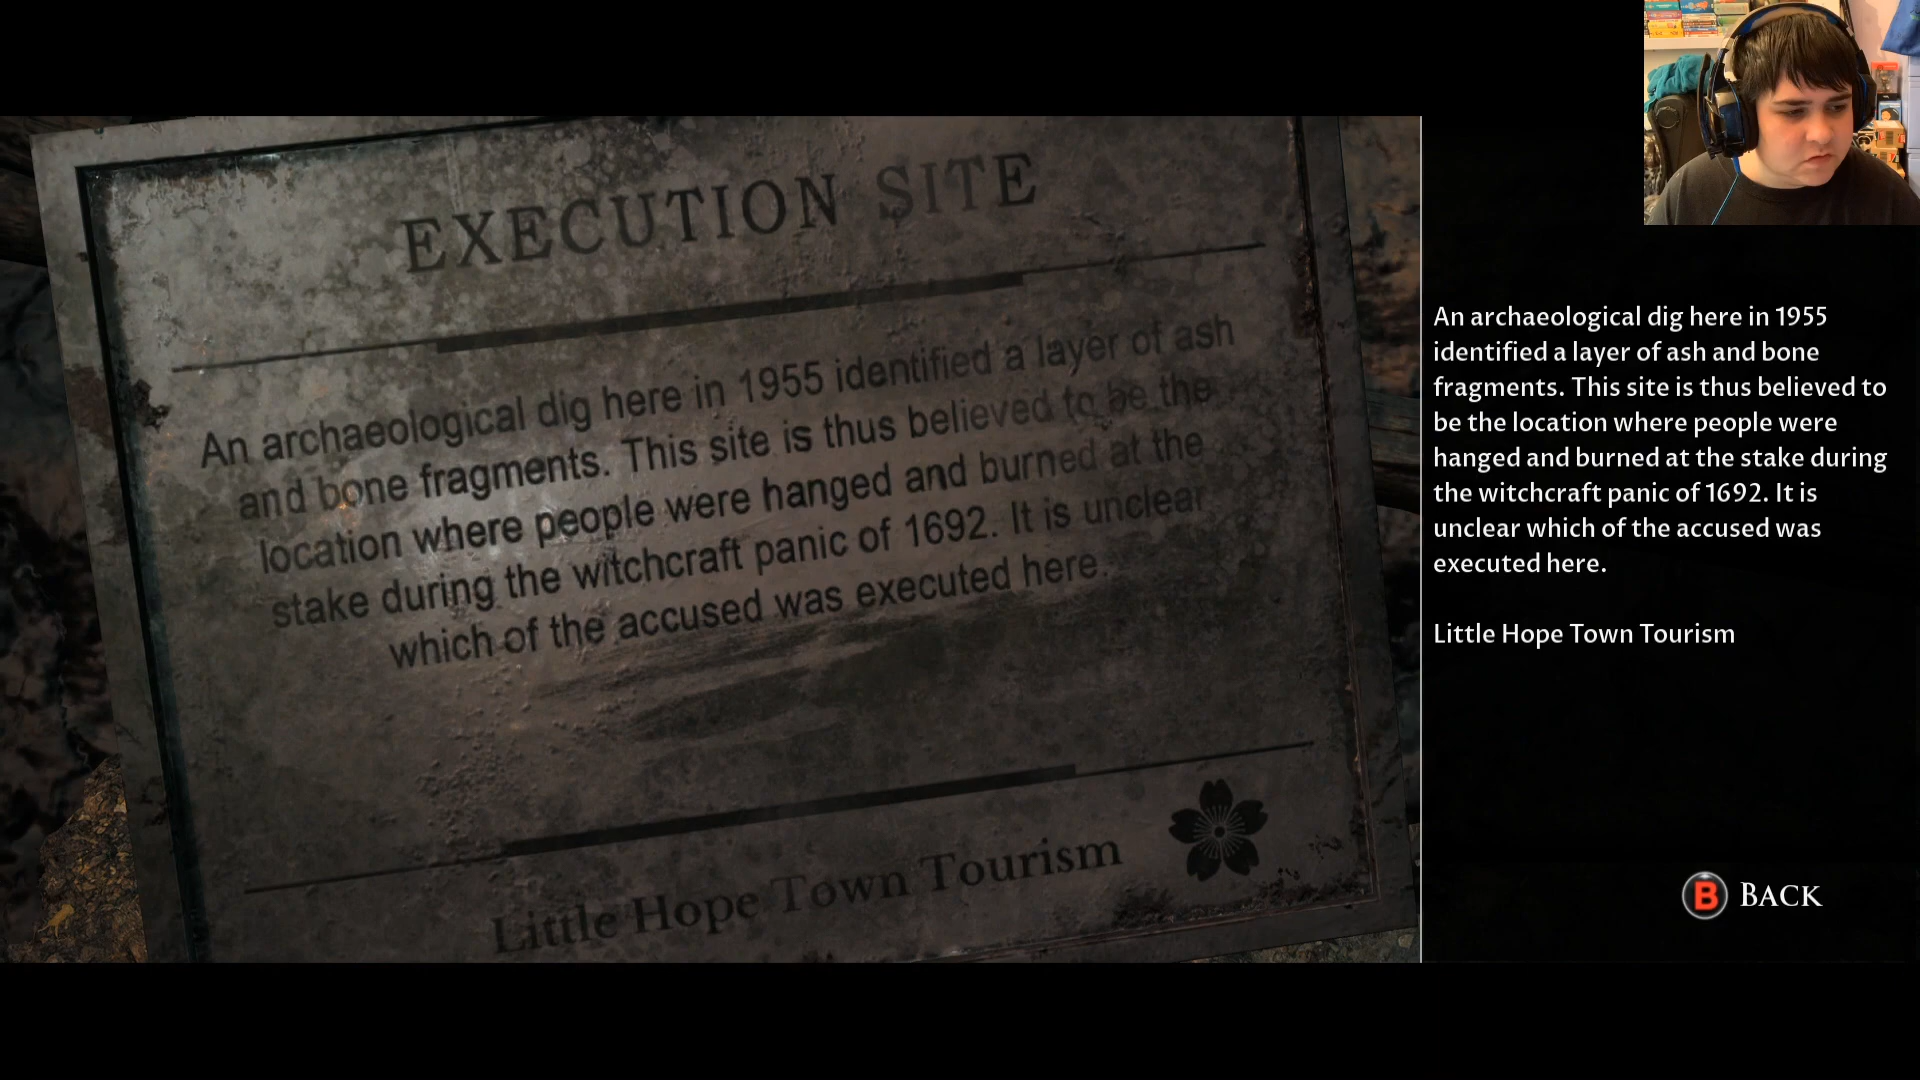 EXECUTION SITE
An archaeological dig here in 1955 identified a layer of ash
and bone fragments. This site is thus believed to be the
location where people were hanged and burned at the
stake during the witchcraft panic of 1692. It is unclear
which of the accused was executed here.
Little Hope Town Tourism
An archaeological dig here in 1955
identified a layer of ash and bone
fragments. This site is thus believed to
be the location where people were
hanged and burned at the stake during
the witchcraft panic of 1692. It is
unclear which of the accused was
executed here.
Little Hope Town Tourism
B BACK